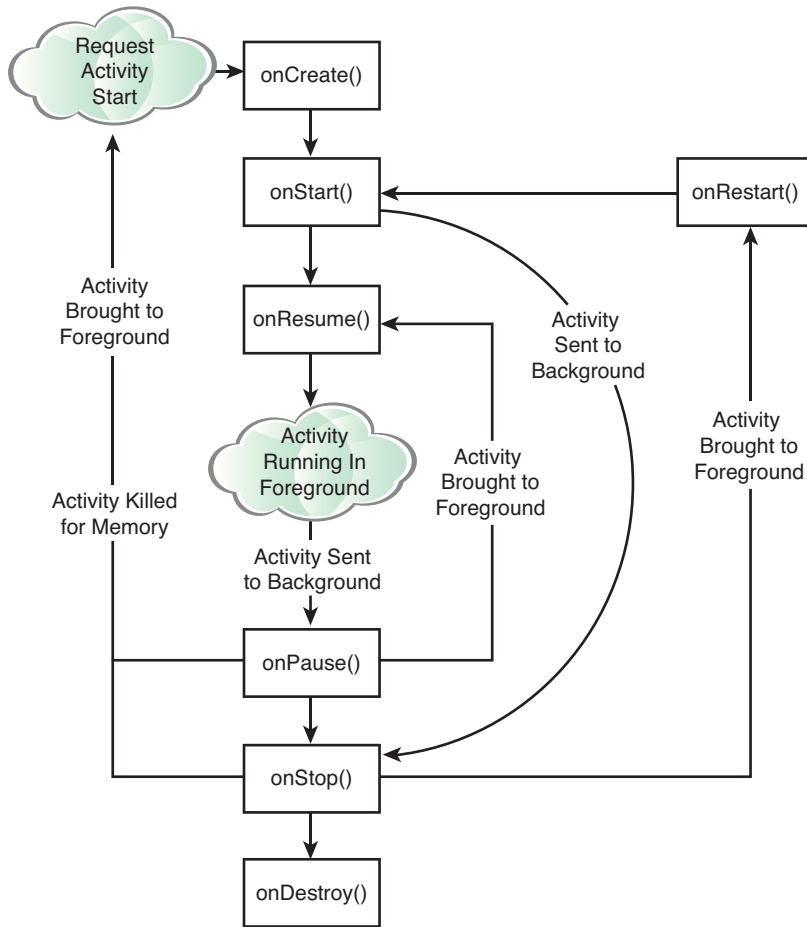 Request
Activity
Start
onCreate()
onStart()
onRestart()
Activity
Brought to
Foreground
onResume()
Activity
Sent to
Background
Activity
Running In
Foreground
Activity
Brought to
Foreground
Activity
Brought to
Foreground
Activity Killed
for Memory
Activity Sent
to Background
onPause()
onStop()
onDestroy()